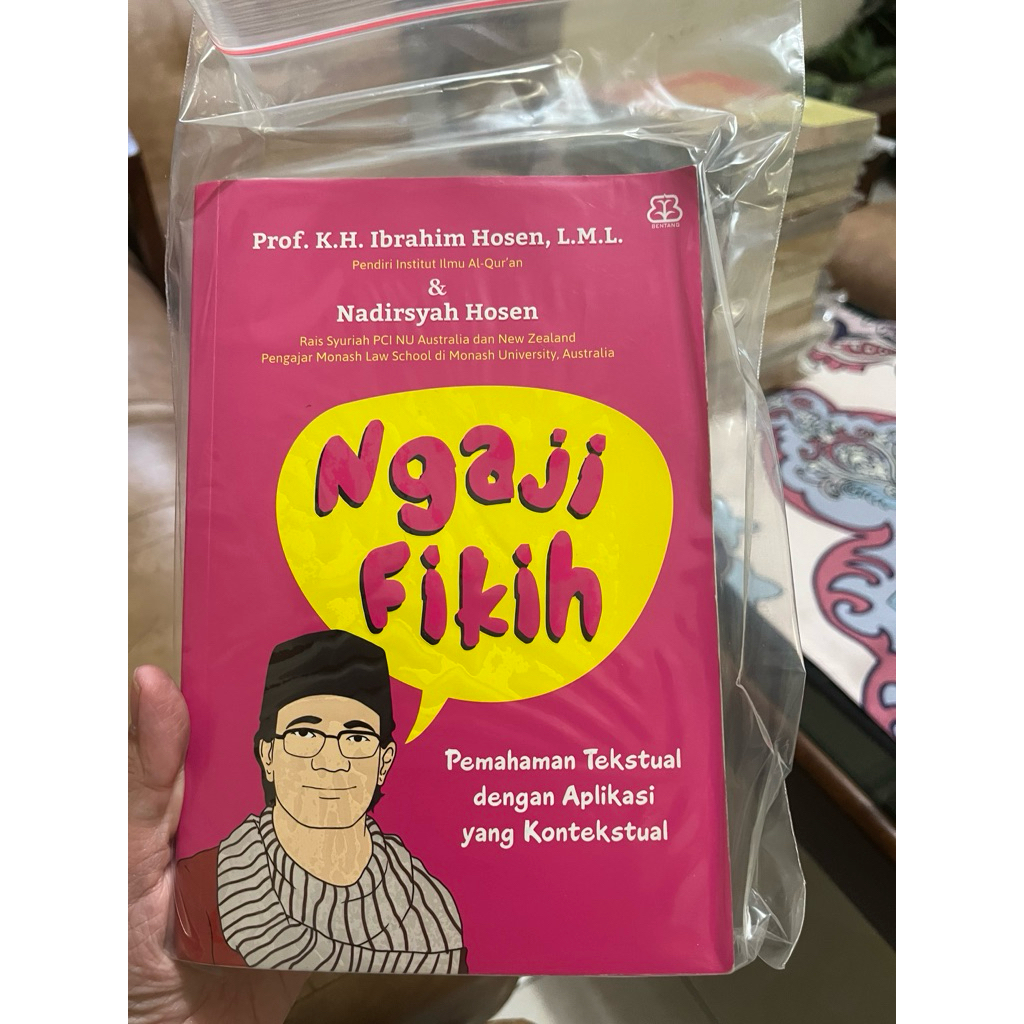 BENTANG
Prof. K.H. Ibrahim Hosen, L.M.L.
Pendiri Institut Ilmu Al-Qur'an
&
Nadirsyah Hosen
Rais Syuriah PCI NU Australia dan New Zealand
Pengajar Monash Law School di Monash University, Australia
Ngaji
Fikih
Pemahaman Tekstual
dengan Aplikasi
yang Kontekstual